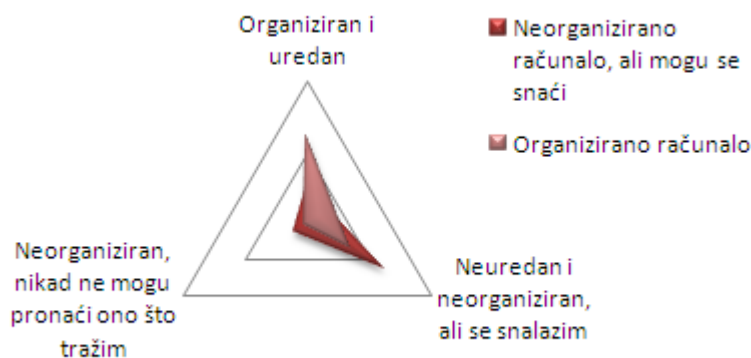 Organiziran i
uredan
Neorganizirano
računalo, ali mogu se
snaći
Organizirano računalo
Neorganiziran,
nikad ne mogu
pronaći ono što
tražim
Neuredan i
neorganiziran,
ali se snalazim